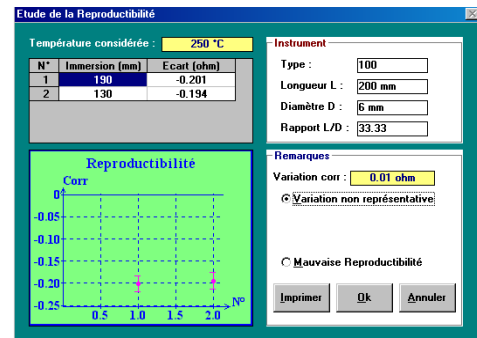 Etude de la Reproductibilité
Température considérée : 250 °C
N° Immersion (mm) Ecart (ohm)
1 190 -0.201
2 130 -0.194
Instrument
Type : 100
Longueur L : 200 mm
Diamètre D : 6 mm
Rapport L/D : 33.33
Reproductibilité
Corr
0
-0.05
-0.10
-0.15
-0.20
-0.25
0.5 1.0 1.5 2.0 N°
Remarques
Variation corr : 0.01 ohm
Variation non représentative
Mauvaise Reproductibilité
Imprimer Ok Annuler